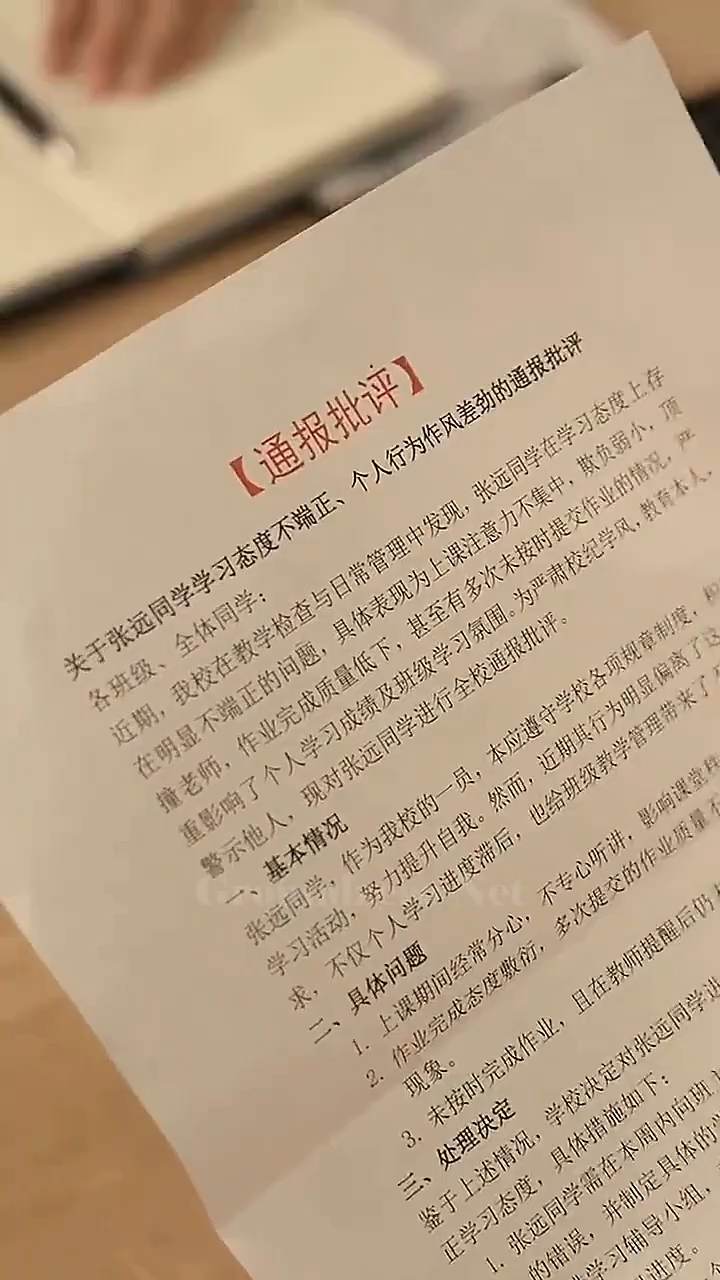 【通报批评】
关于张远同学学习态度不端正、个人行为作风差劲的通报批评
各班级、全体同学：
近期，我校在教学检查与日常管理中发现，张远同学在学习态度上存
在明显不端正的问题，具体表现为上课注意力不集中，欺负弱小，顶
撞老师，作业完成质量低下，甚至有多次未按时提交作业的情况，严
重影响了个人学习成绩及班级学习氛围。为严肃校纪学风，教育本人，
警示他人，现对张远同学进行全校通报批评。
一、基本情况
张远同学，作为我校的一员，本应遵守学校各项规章制度，积
学习活动，努力提升自我。然而，近期其行为明显偏离了这
求，不仅个人学习进度滞后，也给班级教学管理带来了不
二、具体问题
1. 上课期间经常分心，不专心听讲，影响课堂秩
2. 作业完成态度敷衍，多次提交的作业质量不
现象。
3. 未按时完成作业，且在教师提醒后仍
三、处理决定
鉴于上述情况，学校决定对张远同学进
正学习态度，具体措施如下：
1. 张远同学需在本周内向班主
的错误，并制定具体的
学习辅导小组，
进度。